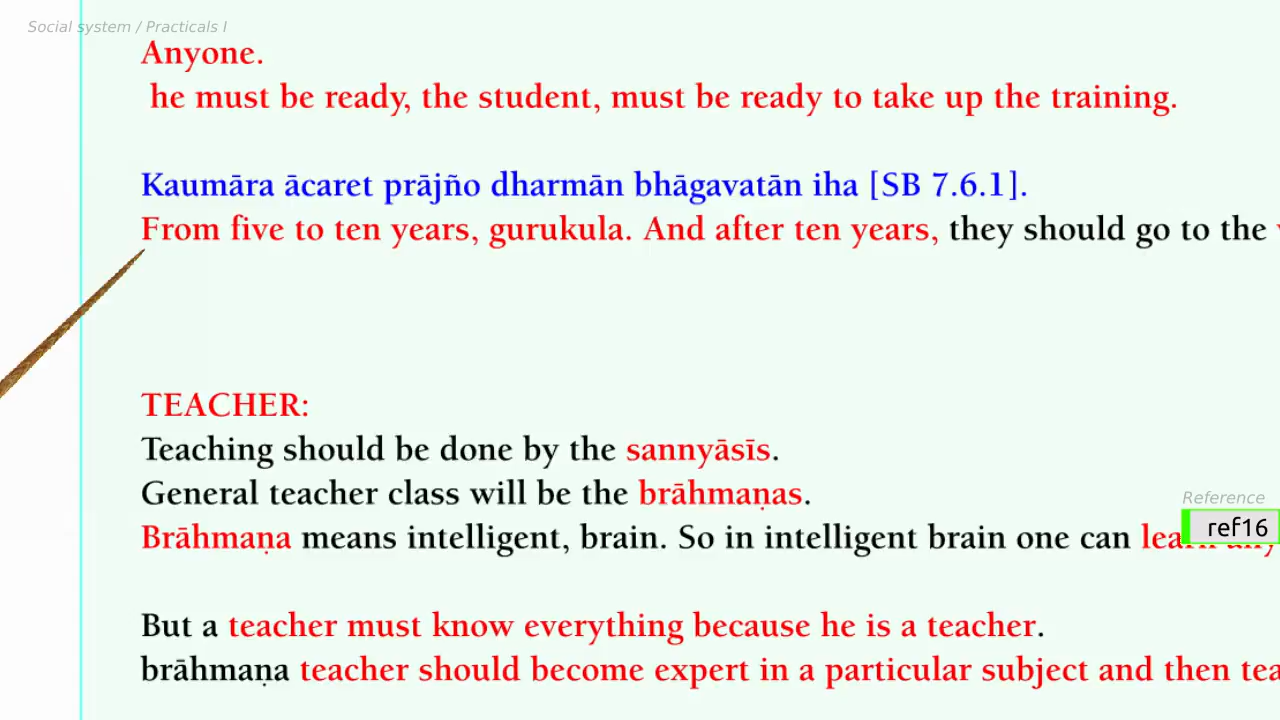 Social system / Practicals I
Anyone.
he must be ready, the student, must be ready to take up the training.
Kaumāra ācaret prājño dharmān bhāgavatān iha [SB 7.6.1].
From five to ten years, gurukula. And after ten years, they should go to the
TEACHER:
Teaching should be done by the sannyāsīs.
General teacher class will be the brāhmaṇas.
Reference
ref16
Brāhmaṇa means intelligent, brain. So in intelligent brain one can
But a teacher must know everything because he is a teacher.
brāhmaṇa teacher should become expert in a particular subject and then